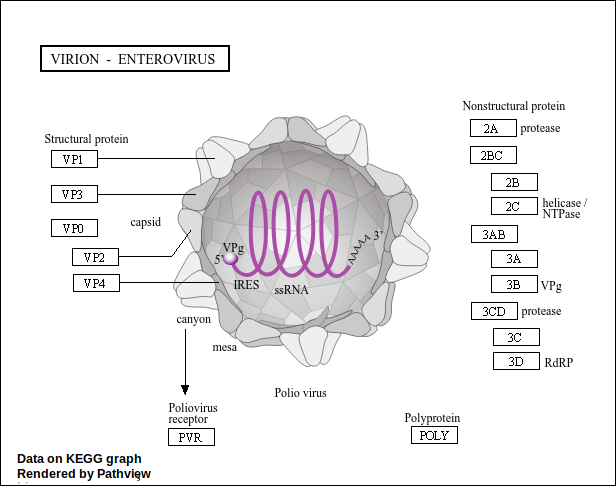 VIRION - ENTEROVIRUS
Structural protein
VP1
VP3
VP0
capsid
VP2
VP4
canyon
mesa
Poliovirus
receptor
PVR
VPg
5’
3’
AAAAA
IRES
ssRNA
Polio virus
Nonstructural protein
2A protease
2BC
2B
2C helicase /
NTPase
3AB
3A
3B VPg
3CD protease
3C
3D RdRP
Polyprotein
POLY
Data on KEGG graph
Rendered by Pathview